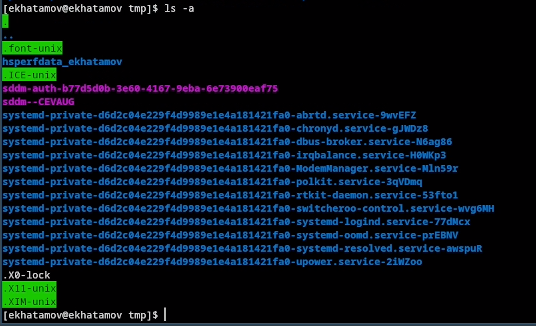 [ekhatamov@ekhatamov tmp]$ ls -a
.
..
.font-unix
hsperfdata_ekhatamov
.ICE-unix
sddm-auth-b77d5d0b-3e60-4167-9eba-6e73900eaf75
sddm--CEVAUG
systemd-private-d6d2c04e229f4d9989e1e4a181421fa0-abrtd.service-9wvEFZ
systemd-private-d6d2c04e229f4d9989e1e4a181421fa0-chronyd.service-gJWDz8
systemd-private-d6d2c04e229f4d9989e1e4a181421fa0-dbus-broker.service-N6ag86
systemd-private-d6d2c04e229f4d9989e1e4a181421fa0-irqbalance.service-H0WKp3
systemd-private-d6d2c04e229f4d9989e1e4a181421fa0-ModemManager.service-Mln59r
systemd-private-d6d2c04e229f4d9989e1e4a181421fa0-polkit.service-3qVDmq
systemd-private-d6d2c04e229f4d9989e1e4a181421fa0-rtkit-daemon.service-53fto1
systemd-private-d6d2c04e229f4d9989e1e4a181421fa0-switcheroo-control.service-wvg6MH
systemd-private-d6d2c04e229f4d9989e1e4a181421fa0-systemd-logind.service-77dMcx
systemd-private-d6d2c04e229f4d9989e1e4a181421fa0-systemd-oomd.service-prEBNV
systemd-private-d6d2c04e229f4d9989e1e4a181421fa0-systemd-resolved.service-awspuR
systemd-private-d6d2c04e229f4d9989e1e4a181421fa0-upower.service-2iWZoo
.X0-lock
.X11-unix
.XIM-unix
[ekhatamov@ekhatamov tmp]$